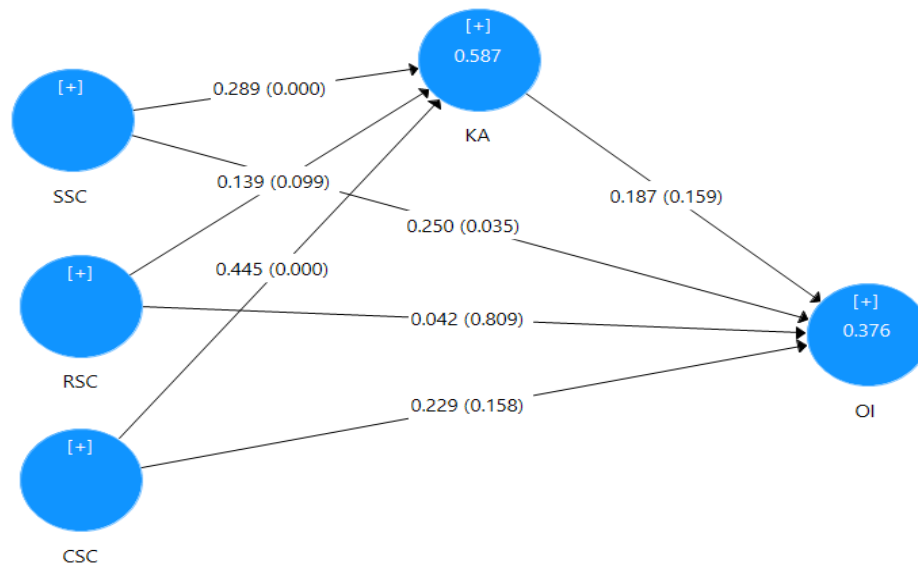 [+]
0.587
KA
[+]
SSC
0.289 (0.000)
0.139 (0.099)
0.187 (0.159)
0.250 (0.035)
[+]
RSC
0.445 (0.000)
0.042 (0.809)
[+]
0.376
OI
0.229 (0.158)
[+]
CSC